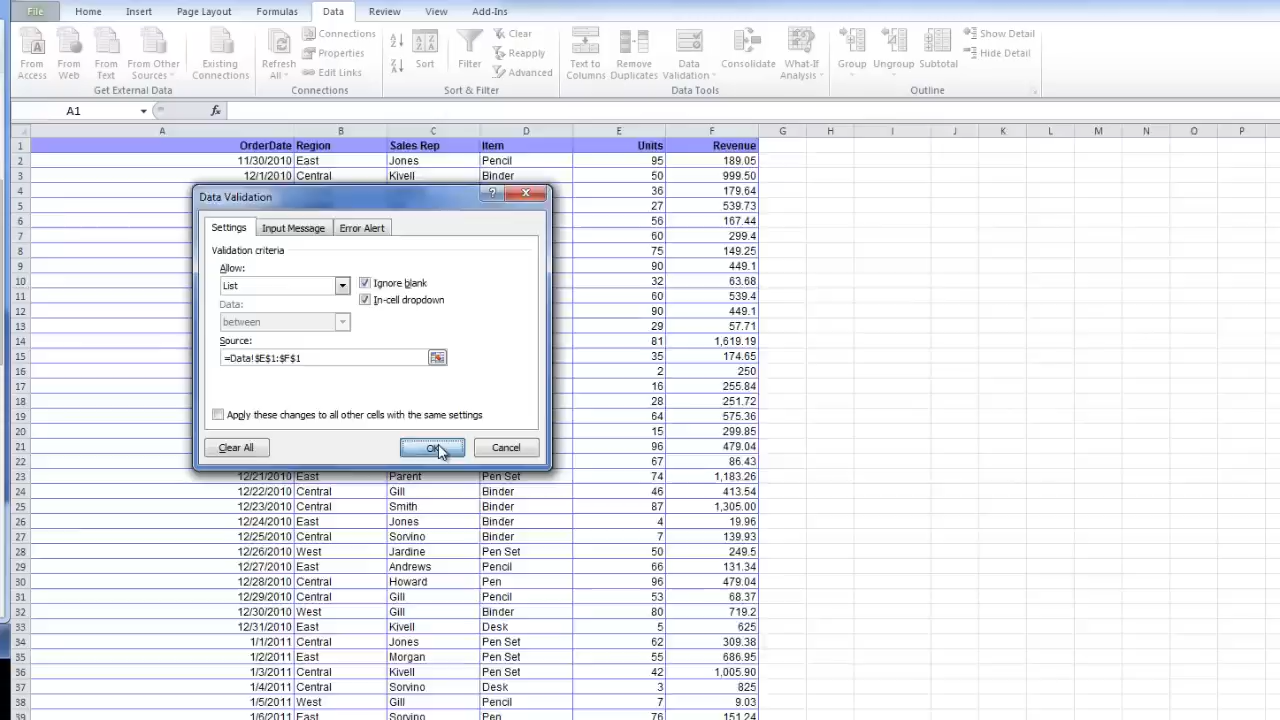 File Home Insert Page Layout Formulas Data Review View Add-Ins
From Access From Web From Text From Other Sources Existing Connections Refresh All Connections Properties Edit Links Sort Filter Clear Reapply Advanced Text to Columns Remove Duplicates Data Validation Consolidate What-If Analysis Group Ungroup Subtotal Show Detail Hide Detail
Get External Data Connections Sort & Filter Data Tools Outline
A1 fx
A B C D E F G H I J K L M N O P
1 OrderDate Region Sales Rep Item Units Revenue
2 11/30/2010 East Jones Pencil 95 189.05
3 12/1/2010 Central Kivell Binder 50 999.50
4 36 179.64
5 27 539.73
6 56 167.44
7 60 299.4
8 75 149.25
9 90 449.1
10 32 63.68
11 60 539.4
12 90 449.1
13 29 57.71
14 81 1,619.19
15 35 174.65
16 2 250
17 16 255.84
18 28 251.72
19 64 575.36
20 15 299.85
21 96 479.04
22 67 86.43
Data Validation
Settings Input Message Error Alert
Validation criteria
Allow:
List Ignore blank
Data: In-cell dropdown
between
Source:
=Data!$E$1:$F$1
Apply these changes to all other cells with the same settings
Clear All OK Cancel
23 12/21/2010 East Parent Pen Set 74 1,183.26
24 12/22/2010 Central Gill Binder 46 413.54
25 12/23/2010 Central Smith Binder 87 1,305.00
26 12/24/2010 East Jones Binder 4 19.96
27 12/25/2010 Central Sorvino Binder 7 139.93
28 12/26/2010 West Jardine Pen Set 50 249.5
29 12/27/2010 East Andrews Pencil 66 131.34
30 12/28/2010 Central Howard Pen 96 479.04
31 12/29/2010 Central Gill Pencil 53 68.37
32 12/30/2010 West Gill Binder 80 719.2
33 12/31/2010 East Kivell Desk 5 625
34 1/1/2011 Central Jones Pen Set 62 309.38
35 1/2/2011 East Morgan Pen Set 55 686.95
36 1/3/2011 Central Kivell Pen Set 42 1,005.90
37 1/4/2011 Central Sorvino Desk 3 825
38 1/5/2011 West Gill Pencil 7 9.03
39 1/6/2011 East Sorvino Pen 76 151.24